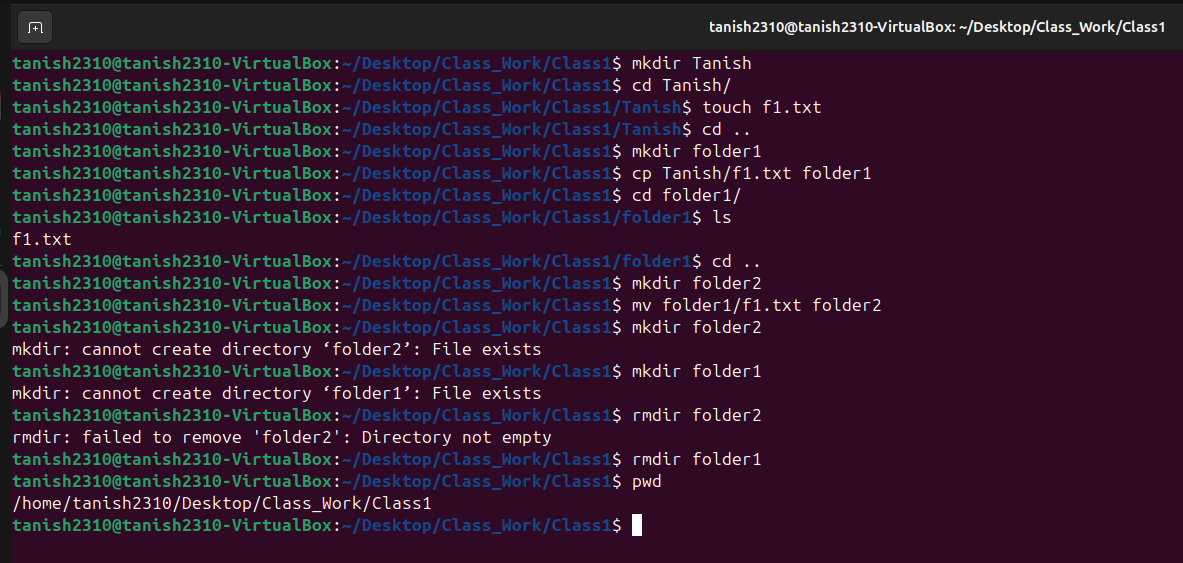 tanish2310@tanish2310-VirtualBox: ~/Desktop/Class_Work/Class1
tanish2310@tanish2310-VirtualBox:~/Desktop/Class_Work/Class1$ mkdir Tanish
tanish2310@tanish2310-VirtualBox:~/Desktop/Class_Work/Class1$ cd Tanish/
tanish2310@tanish2310-VirtualBox:~/Desktop/Class_Work/Class1/Tanish$ touch f1.txt
tanish2310@tanish2310-VirtualBox:~/Desktop/Class_Work/Class1/Tanish$ cd ..
tanish2310@tanish2310-VirtualBox:~/Desktop/Class_Work/Class1$ mkdir folder1
tanish2310@tanish2310-VirtualBox:~/Desktop/Class_Work/Class1$ cp Tanish/f1.txt folder1
tanish2310@tanish2310-VirtualBox:~/Desktop/Class_Work/Class1$ cd folder1/
tanish2310@tanish2310-VirtualBox:~/Desktop/Class_Work/Class1/folder1$ ls
f1.txt
tanish2310@tanish2310-VirtualBox:~/Desktop/Class_Work/Class1/folder1$ cd ..
tanish2310@tanish2310-VirtualBox:~/Desktop/Class_Work/Class1$ mkdir folder2
tanish2310@tanish2310-VirtualBox:~/Desktop/Class_Work/Class1$ mv folder1/f1.txt folder2
tanish2310@tanish2310-VirtualBox:~/Desktop/Class_Work/Class1$ mkdir folder2
mkdir: cannot create directory ‘folder2’: File exists
tanish2310@tanish2310-VirtualBox:~/Desktop/Class_Work/Class1$ mkdir folder1
mkdir: cannot create directory ‘folder1’: File exists
tanish2310@tanish2310-VirtualBox:~/Desktop/Class_Work/Class1$ rmdir folder2
rmdir: failed to remove 'folder2': Directory not empty
tanish2310@tanish2310-VirtualBox:~/Desktop/Class_Work/Class1$ rmdir folder1
tanish2310@tanish2310-VirtualBox:~/Desktop/Class_Work/Class1$ pwd
/home/tanish2310/Desktop/Class_Work/Class1
tanish2310@tanish2310-VirtualBox:~/Desktop/Class_Work/Class1$